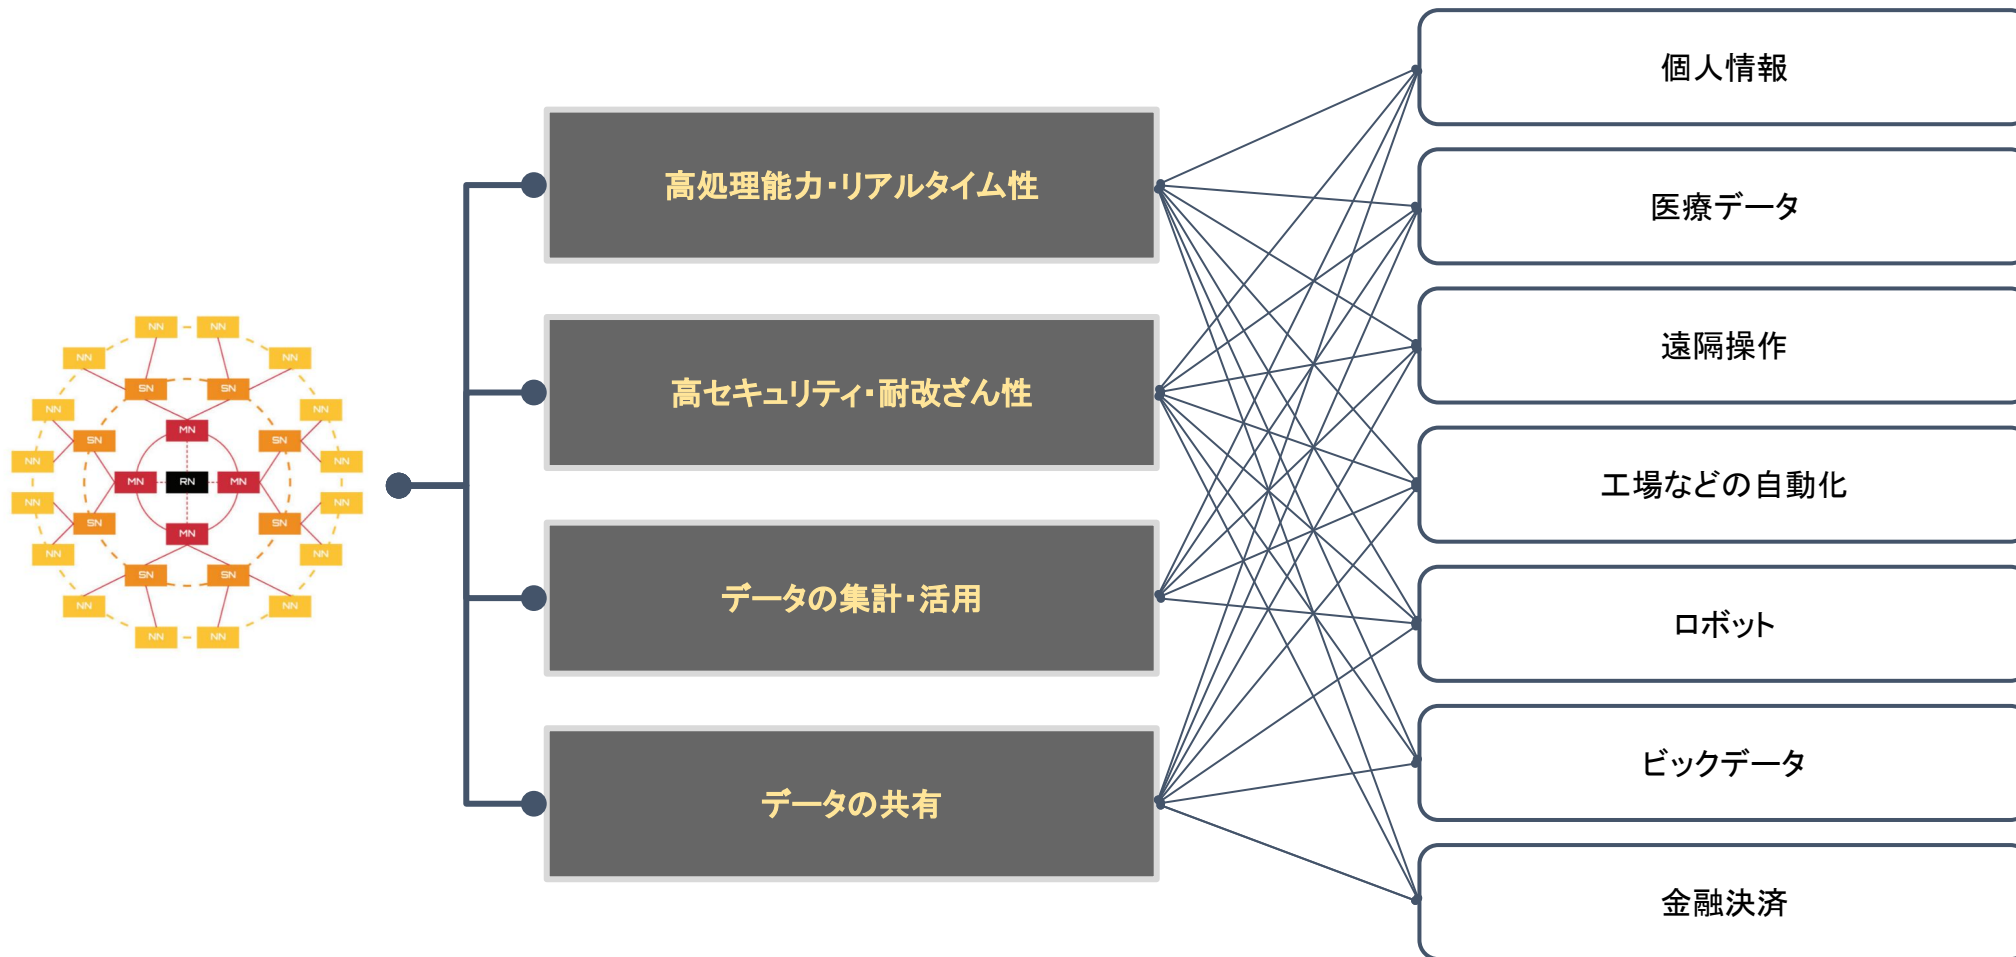 NN
NN
NN
NN
SN
SN
NN
NN
MN
SN
SN
NN
NN
MN
RN
MN
NN
NN
SN
SN
MN
NN
NN
SN
SN
NN
NN
NN
NN
高処理能力・リアルタイム性
高セキュリティ・耐改ざん性
データの集計・活用
データの共有
個人情報
医療データ
遠隔操作
工場などの自動化
ロボット
ビックデータ
金融決済